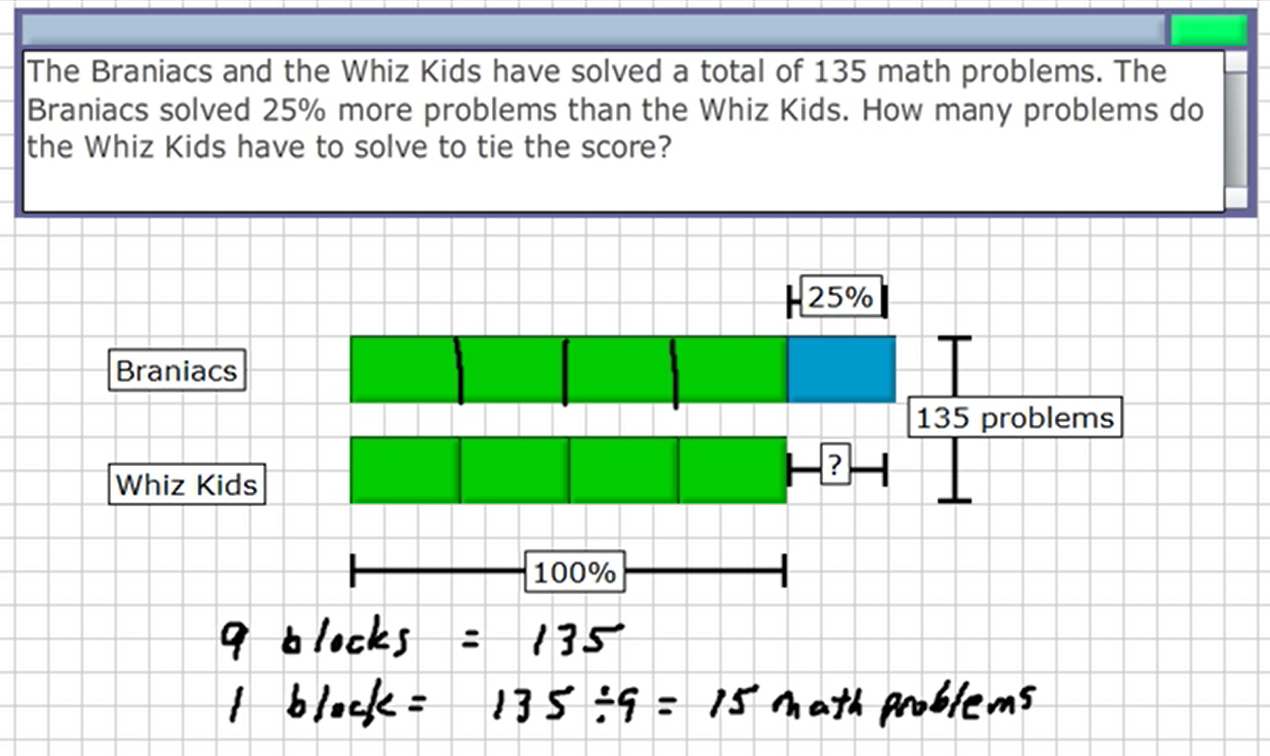 The Braniacs and the Whiz Kids have solved a total of 135 math problems. The
Braniacs solved 25% more problems than the Whiz Kids. How many problems do
the Whiz Kids have to solve to tie the score?
25%
Braniacs
135 problems
Whiz Kids
?
100%
9 blocks = 135
1 block = 135 ÷ 9 = 15 math problems